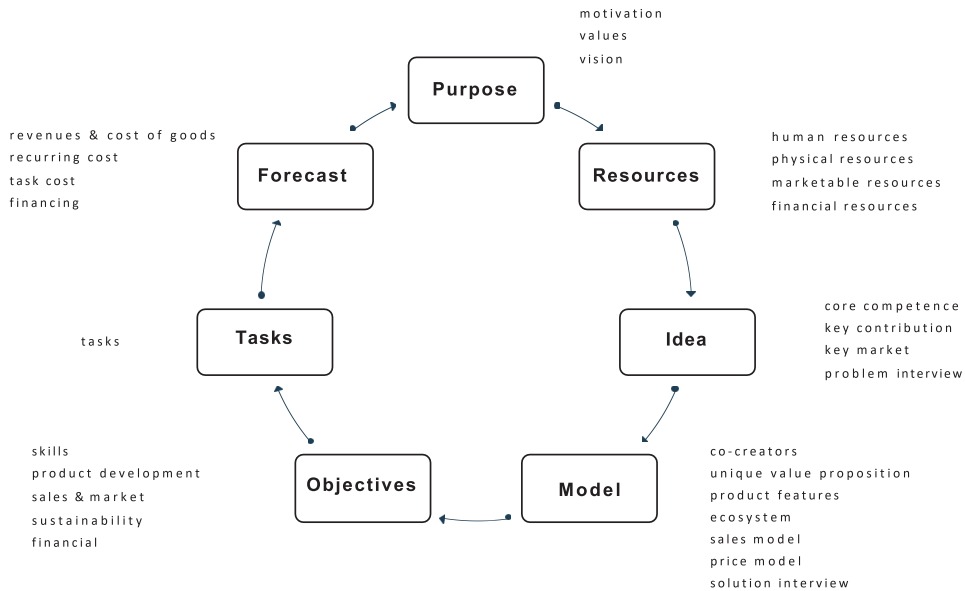 motivation
values
vision
Purpose
revenues & cost of goods
recurring cost
task cost
financing
Forecast
Resources
human resources
physical resources
marketable resources
financial resources
tasks
Tasks
Idea
core competence
key contribution
key market
problem interview
skills
product development
sales & market
sustainability
financial
Objectives
Model
co-creators
unique value proposition
product features
ecosystem
sales model
price model
solution interview